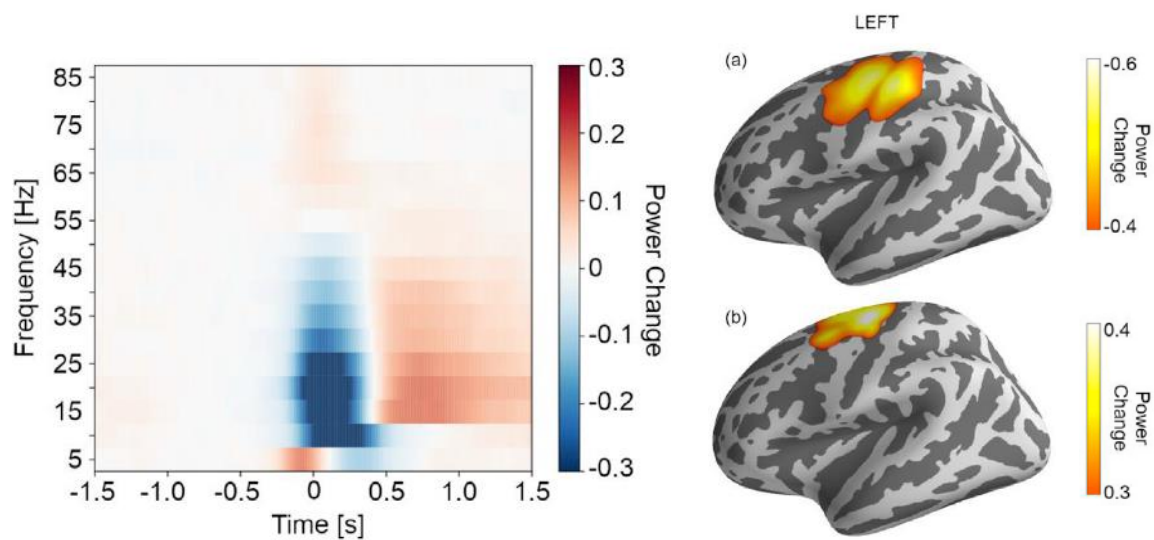 85
75
65
55
45
35
25
15
5
Frequency [Hz]
-1.5
-1.0
-0.5
0
0.5
1.0
1.5
Time [s]
0.3
0.2
0.1
0
-0.1
-0.2
-0.3
Power Change
LEFT
(a)
-0.6
Power
Change
-0.4
(b)
0.4
Power
Change
0.3